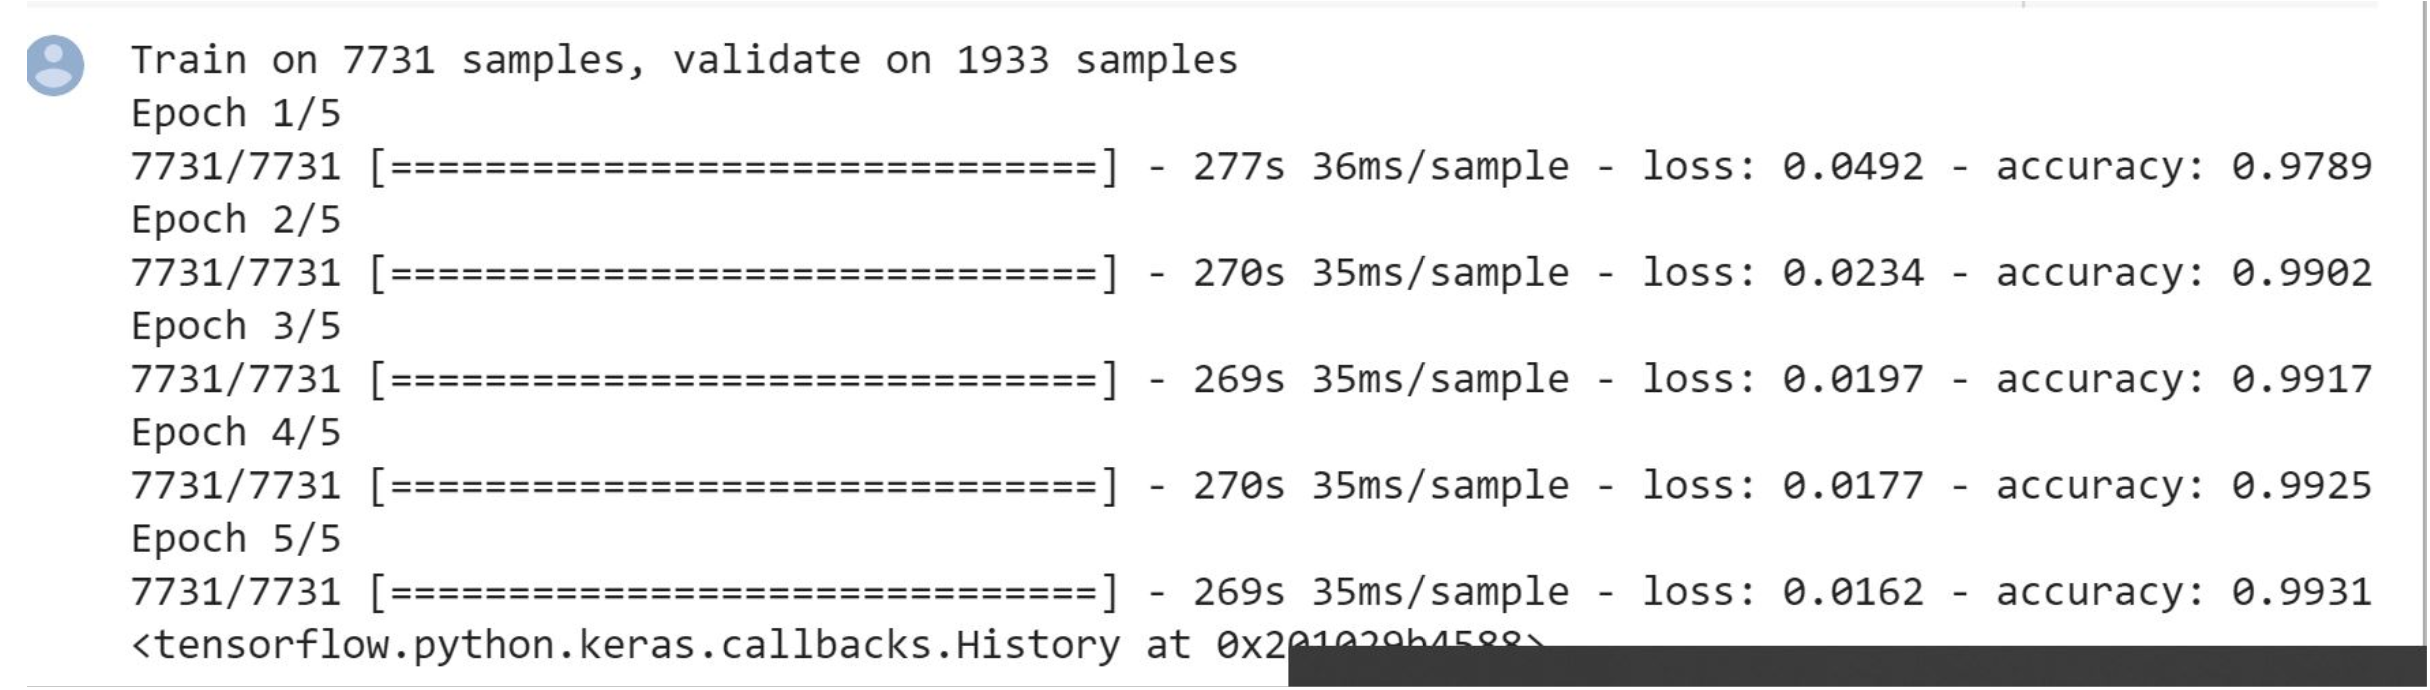 Train on 7731 samples, validate on 1933 samples
Epoch 1/5
7731/7731 [==============================] - 277s 36ms/sample - loss: 0.0492 - accuracy: 0.9789
Epoch 2/5
7731/7731 [==============================] - 270s 35ms/sample - loss: 0.0234 - accuracy: 0.9902
Epoch 3/5
7731/7731 [==============================] - 269s 35ms/sample - loss: 0.0197 - accuracy: 0.9917
Epoch 4/5
7731/7731 [==============================] - 270s 35ms/sample - loss: 0.0177 - accuracy: 0.9925
Epoch 5/5
7731/7731 [==============================] - 269s 35ms/sample - loss: 0.0162 - accuracy: 0.9931
<tensorflow.python.keras.callbacks.History at